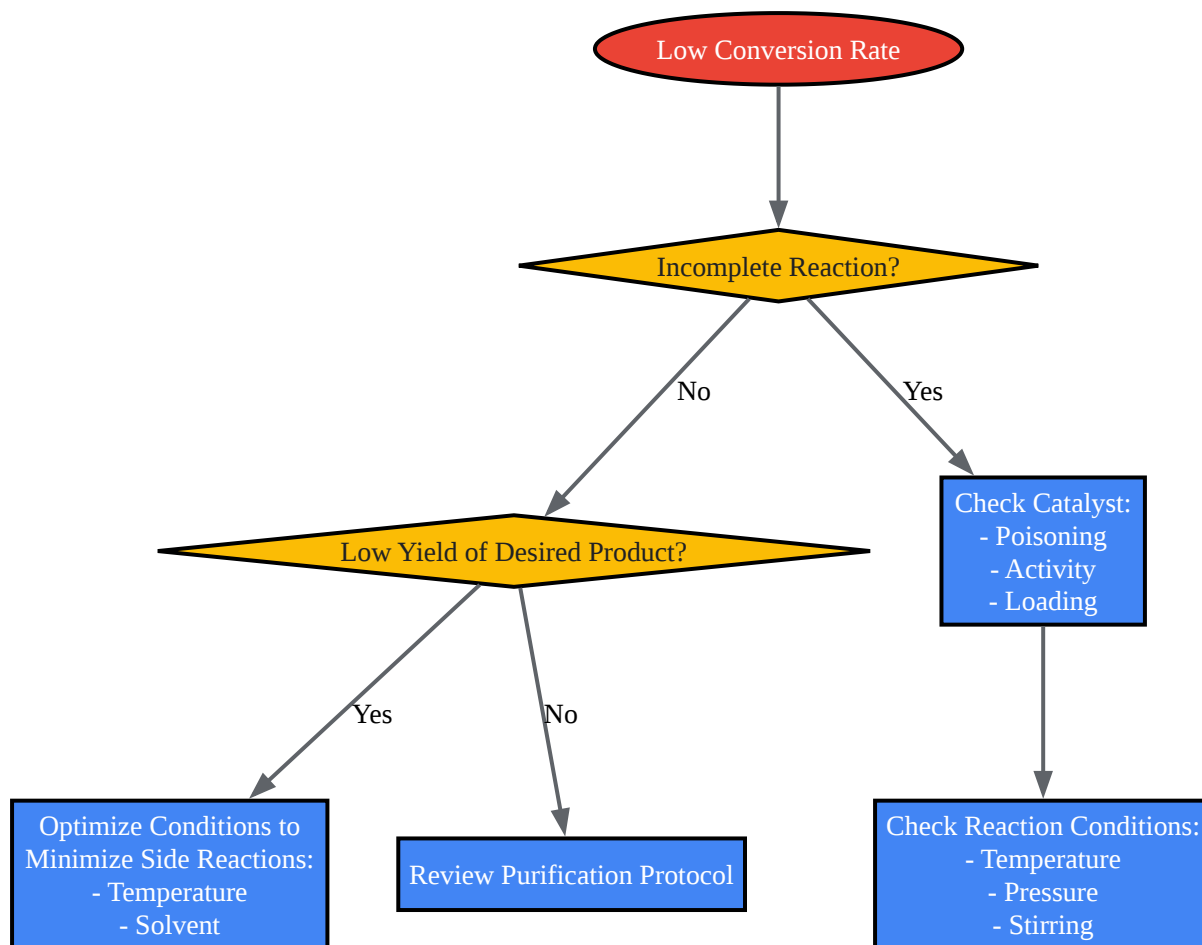 Low Conversion Rate
Incomplete Reaction?
No
Yes
Low Yield of Desired Product?
Check Catalyst:
- Poisoning
- Activity
- Loading
Yes
No
Optimize Conditions to
Minimize Side Reactions:
- Temperature
- Solvent
Review Purification Protocol
Check Reaction Conditions:
- Temperature
- Pressure
- Stirring